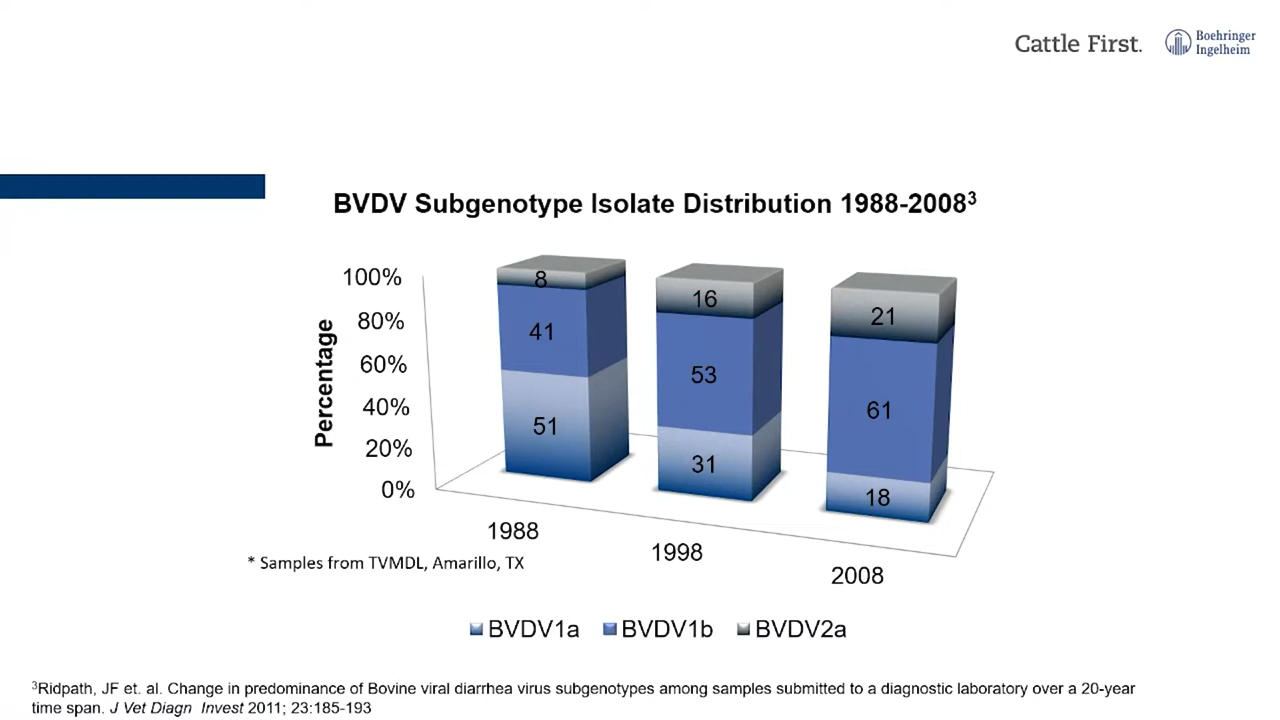 Cattle First.
Boehringer
Ingelheim
BVDV Subgenotype Isolate Distribution 1988-2008³
Percentage
100%
80%
60%
40%
20%
0%
8
41
51
16
53
31
21
61
18
1988
1998
2008
* Samples from TVMDL, Amarillo, TX
BVDV1a BVDV1b BVDV2a
³Ridpath, JF et. al. Change in predominance of Bovine viral diarrhea virus subgenotypes among samples submitted to a diagnostic laboratory over a 20-year
time span. J Vet Diagn Invest 2011; 23:185-193